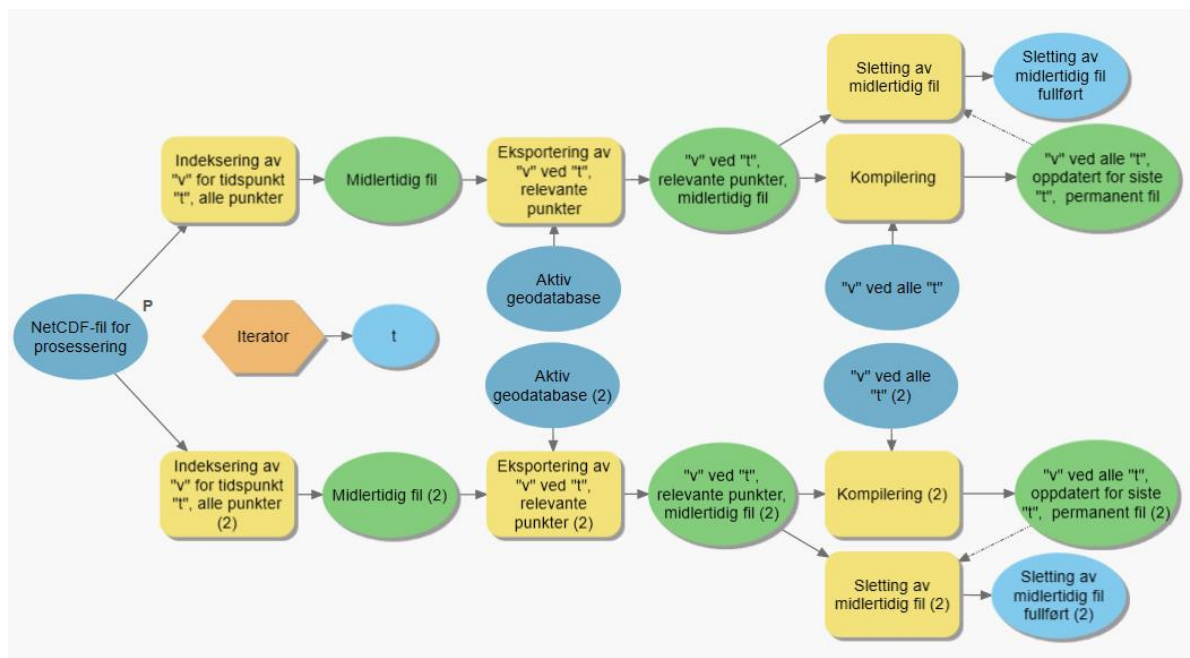 Sletting av
midlertidig fil
Sletting av
midlertidig fil
fullført
Indeksering av
"v" for tidspunkt
"t", alle punkter
Midlertidig fil
Eksportering av
"v" ved "t",
relevante
punkter
"v" ved "t",
relevante punkter,
midlertidig fil
Kompilering
"v" ved alle "t",
oppdatert for siste
"t",  permanent fil
Aktiv
geodatabase
"v" ved alle "t"
P
NetCDF-fil for
prosessering
Iterator
t
Aktiv
geodatabase (2)
"v" ved alle
"t" (2)
Indeksering av
"v" for tidspunkt
"t", alle punkter
(2)
Midlertidig fil (2)
Eksportering av
"v" ved "t",
relevante
punkter (2)
"v" ved "t",
relevante punkter,
midlertidig fil (2)
Kompilering (2)
"v" ved alle "t",
oppdatert for siste
"t",  permanent fil (2)
Sletting av
midlertidig fil (2)
Sletting av
midlertidig fil
fullført (2)